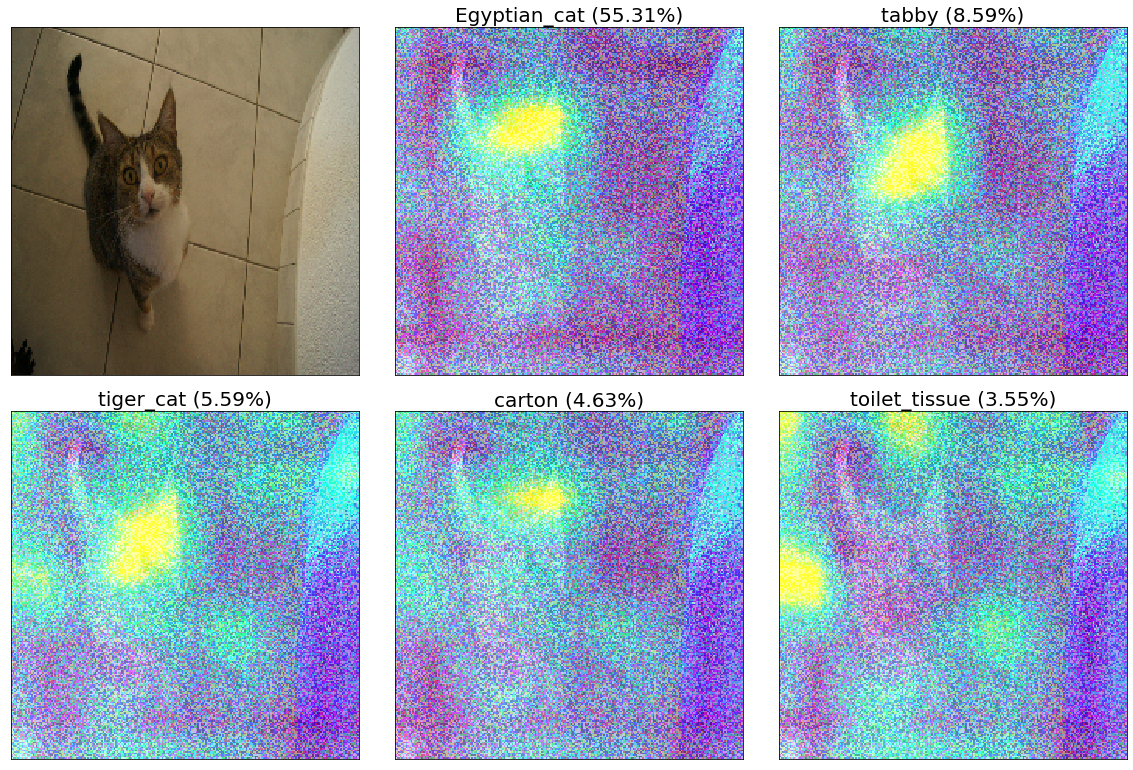 Egyptian_cat (55.31%)
tabby (8.59%)
tiger_cat (5.59%)
carton (4.63%)
toilet_tissue (3.55%)